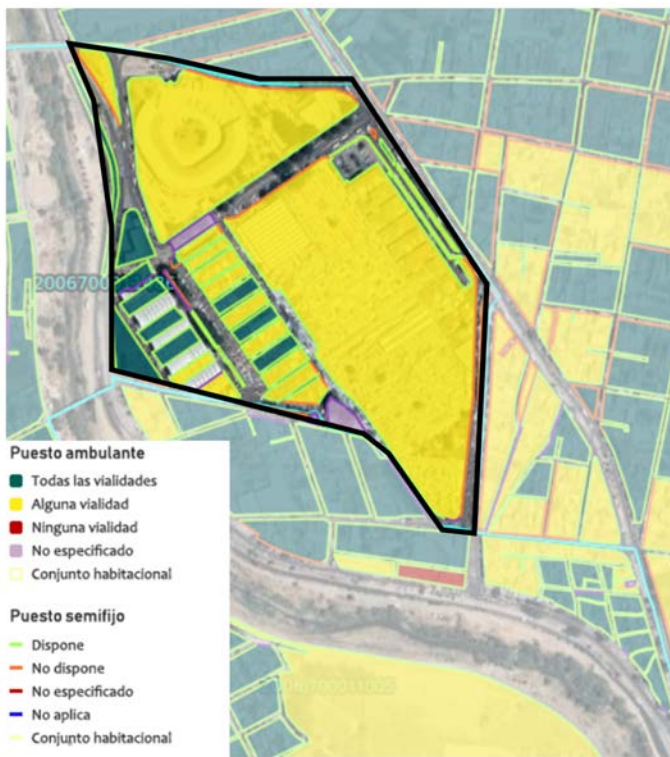 Puesto ambulante
Todas las vialidades
Alguna vialidad
Ninguna vialidad
No especificado
Conjunto habitacional
Puesto semifijo
Dispone
No dispone
No especificado
No aplica
Conjunto habitacional